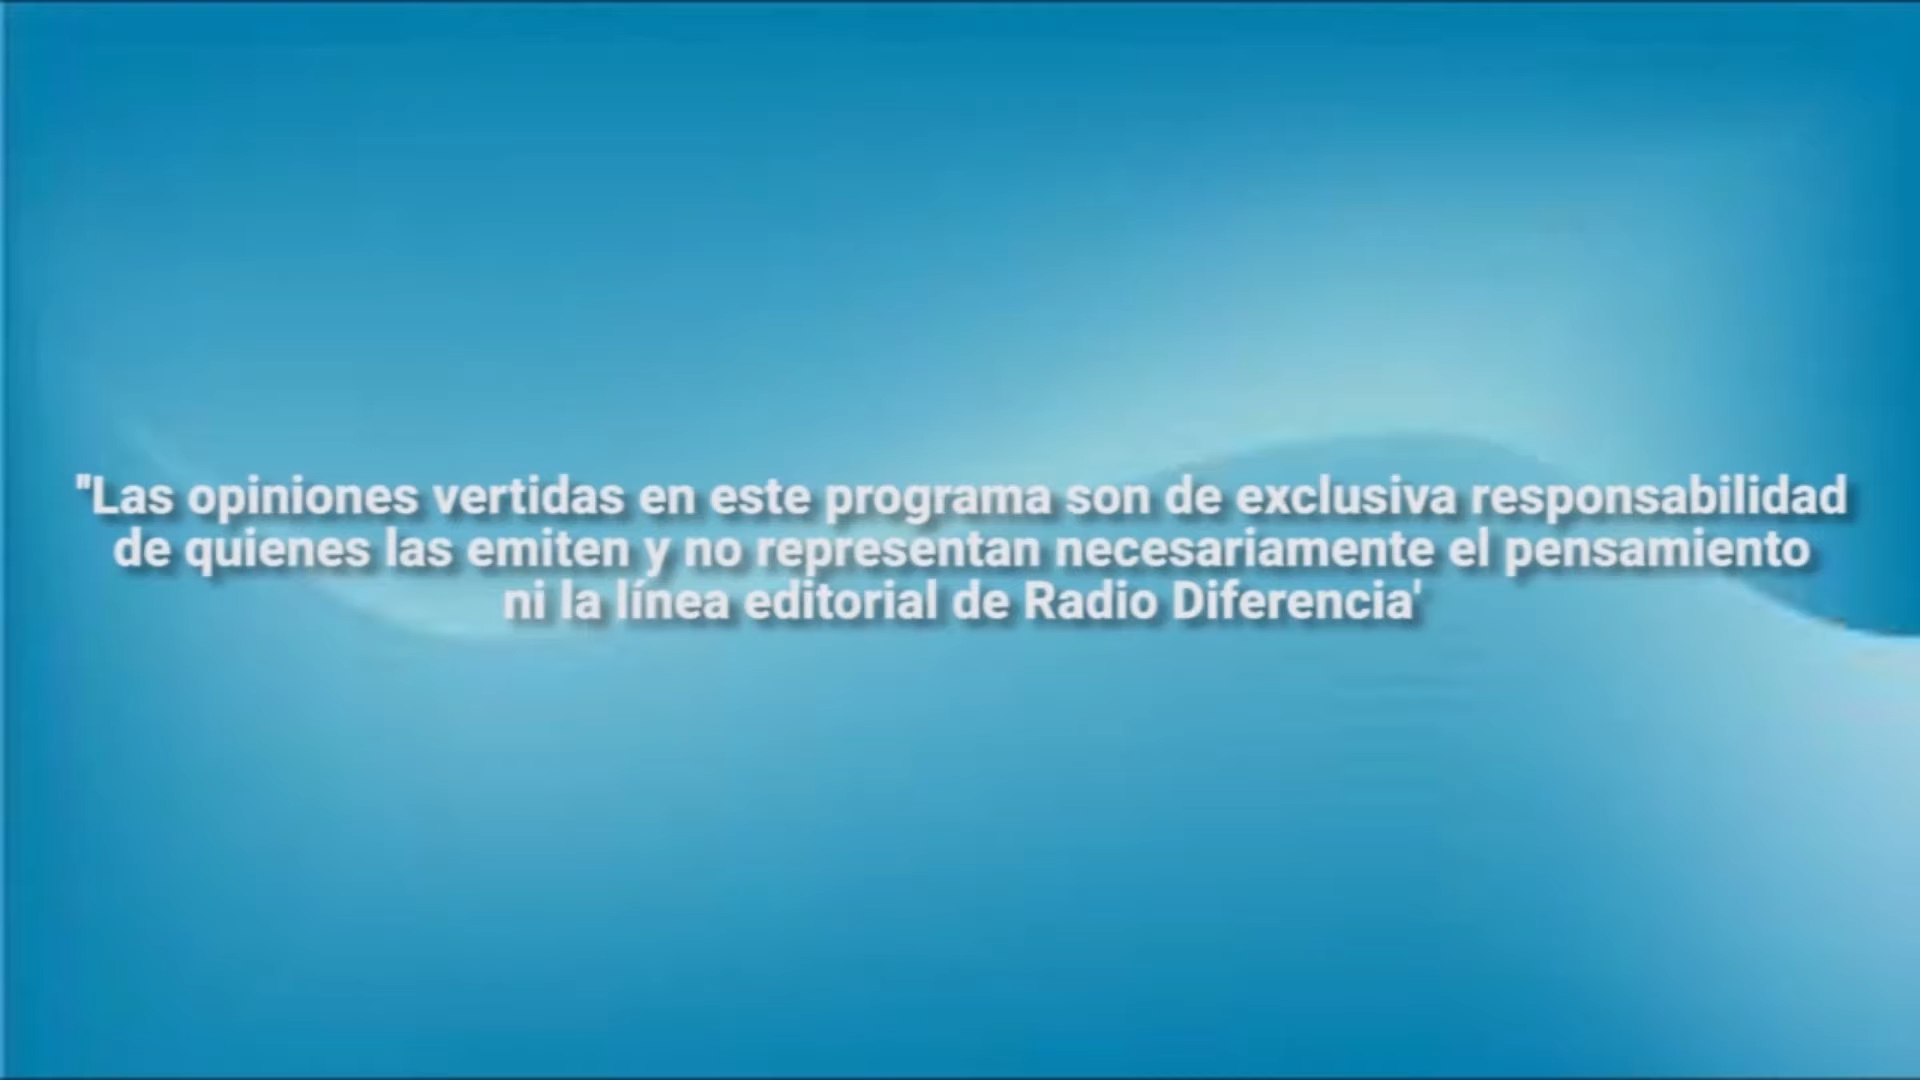 "Las opiniones vertidas en este programa son de exclusiva responsabilidad
de quienes las emiten y no representan necesariamente el pensamiento
ni la línea editorial de Radio Diferencia'